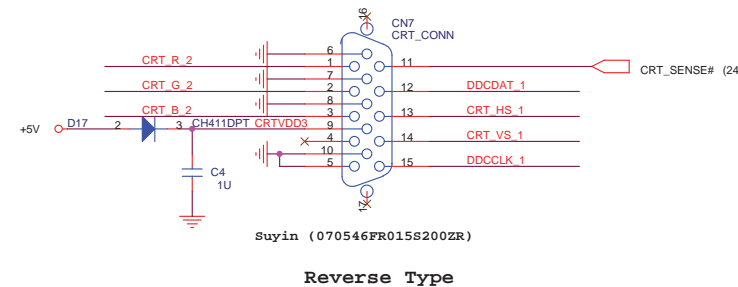 16
CN7
CRT_CONN
6
CRT_R_2
1
11
CRT_SENSE# (24
7
CRT_G_2
2
12
DDCDAT_1
8
CRT_B_2
3
13
CRT_HS_1
+5V
D17
2
3
CH411DPT
CRTVDD3
9
4
14
CRT_VS_1
10
5
15
DDCCLK_1
C4
1U
17
Suyin (070546FR015S200ZR)
Reverse Type